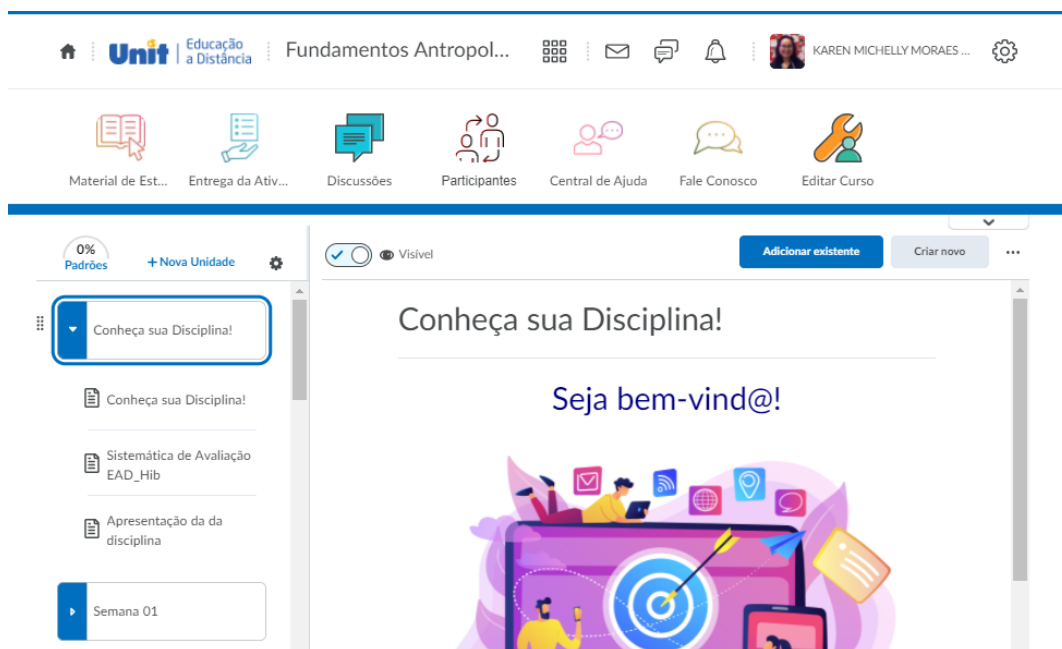 Unit Educação a Distância
Fundamentos Antropol...
KAREN MICHELLY MORAES ...
Material de Est...
Entrega da Ativ...
Discussões
Participantes
Central de Ajuda
Fale Conosco
Editar Curso
0%
Padrões
+ Nova Unidade
Visível
Adicionar existente
Criar novo
Conheça sua Disciplina!
Conheça sua Disciplina!
Sistemática de Avaliação
EAD_Hib
Apresentação da da
disciplina
Semana 01
Conheça sua Disciplina!
Seja bem-vind@!